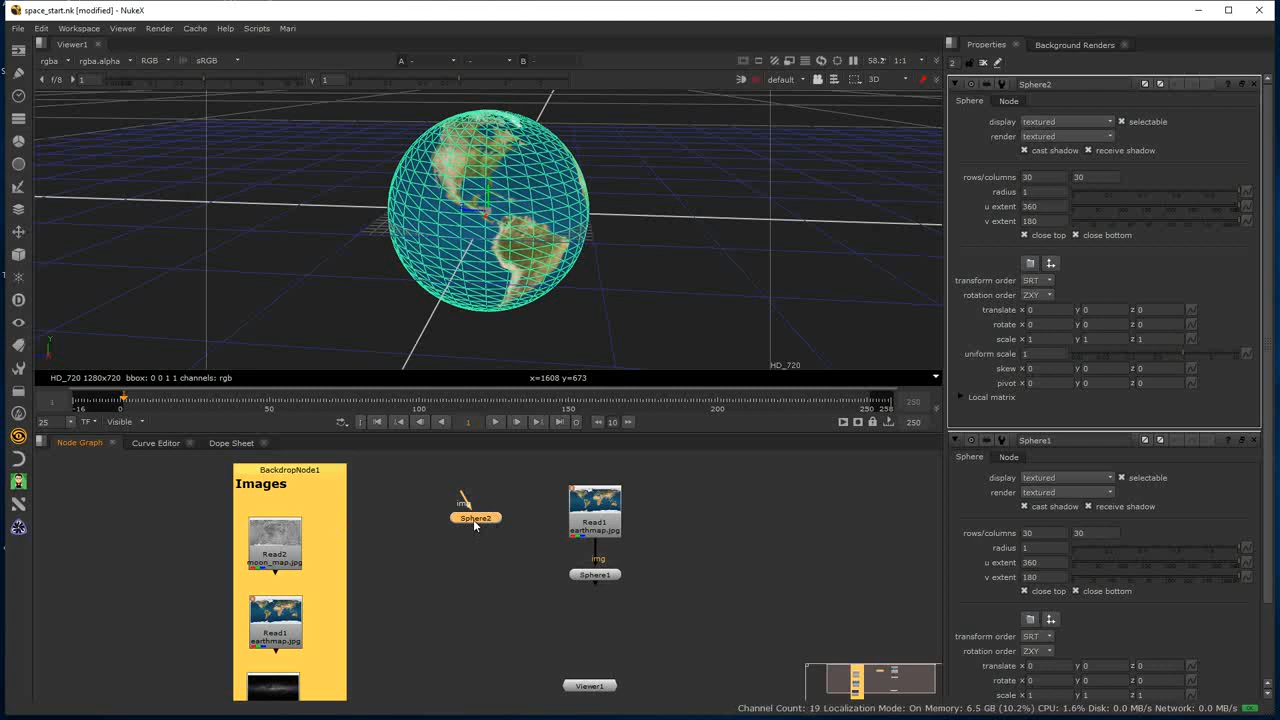 space_start.nk [modified] - NukeX
File Edit Workspace Viewer Render Cache Help Scripts Mari
Viewer1
rgba rgba.alpha RGB sRGB A - - B - 58.2 1:1
f/8 1 y 1 default 3D
HD_720
HD_720 1280x720 bbox: 0 0 1 1 channels: rgb x=1608 y=673
1 -16 0 50 100 150 200 250 258 250
25 TF Visible 1 10 250
Node Graph Curve Editor Dope Sheet
BackdropNode1
Images
Read2
moon_map.jpg
Read1
earthmap.jpg
img
Sphere2
Read1
earthmap.jpg
img
Sphere1
Viewer1
Properties Background Renders
2
Sphere2
Sphere Node
display textured selectable
render textured
cast shadow receive shadow
rows/columns 30 30
radius 1
u extent 360
v extent 180
close top close bottom
transform order SRT
rotation order ZXY
translate x 0 y 0 z 0
rotate x 0 y 0 z 0
scale x 1 y 1 z 1
uniform scale 1
skew x 0 y 0 z 0
pivot x 0 y 0 z 0
Local matrix
Sphere1
Sphere Node
display textured selectable
render textured
cast shadow receive shadow
rows/columns 30 30
radius 1
u extent 360
v extent 180
close top close bottom
transform order SRT
rotation order ZXY
translate x 0 y 0 z 0
rotate x 0 y 0 z 0
scale x 1 y 1 z 1
Channel Count: 19 Localization Mode: On Memory: 6.5 GB (10.2%) CPU: 1.6% Disk: 0.0 MB/s Network: 0.0 MB/s